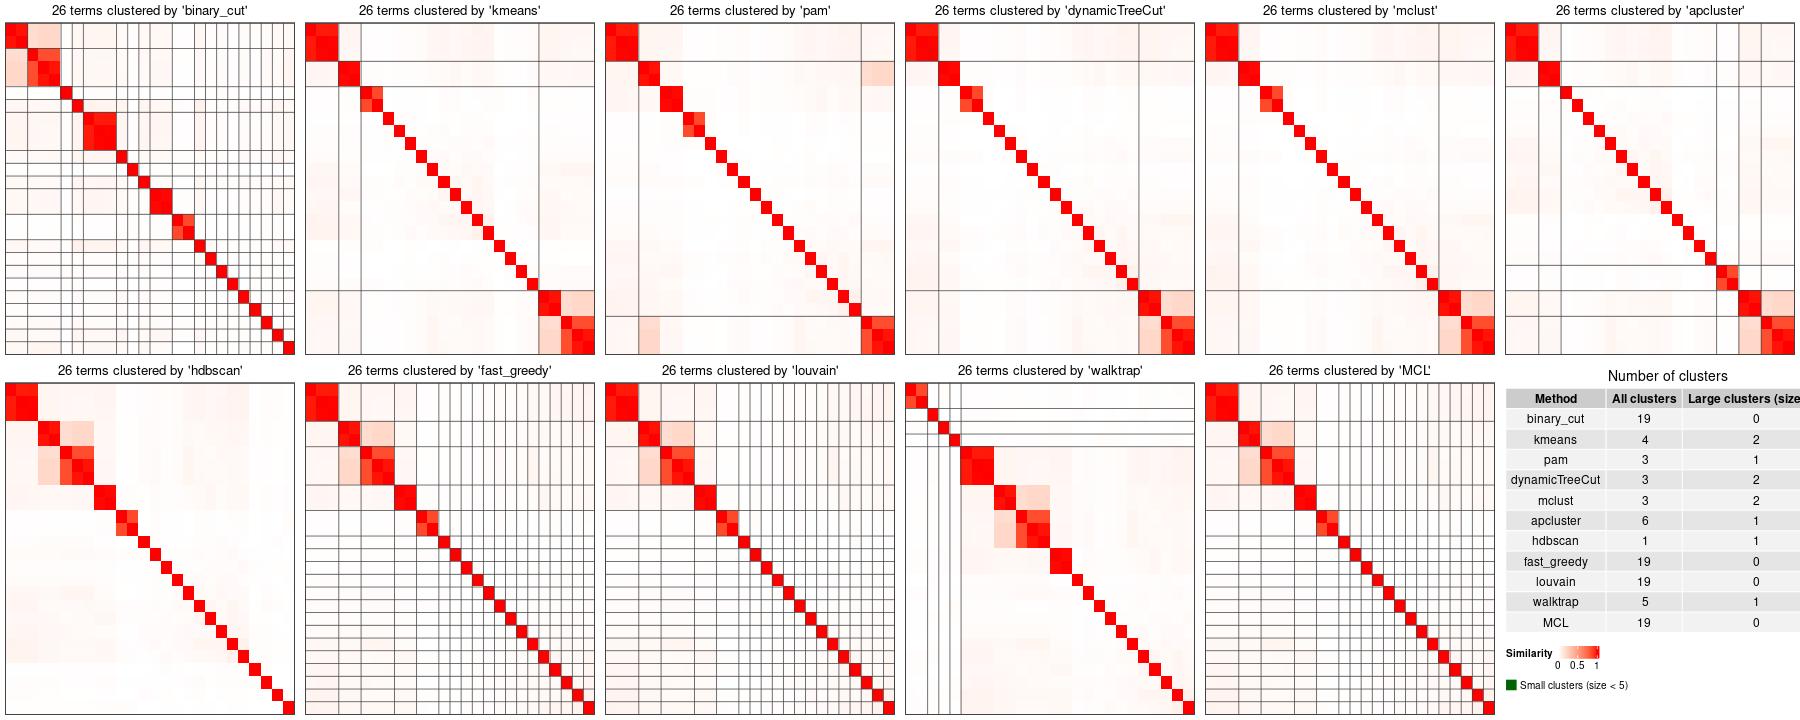 26 terms clustered by 'binary_cut'
26 terms clustered by 'kmeans'
26 terms clustered by 'pam'
26 terms clustered by 'dynamicTreeCut'
26 terms clustered by 'mclust'
26 terms clustered by 'apcluster'
26 terms clustered by 'hdbscan'
26 terms clustered by 'fast_greedy'
26 terms clustered by 'louvain'
26 terms clustered by 'walktrap'
26 terms clustered by 'MCL'
Number of clusters
Method All clusters Large clusters (size
binary_cut 19 0
kmeans 4 2
pam 3 1
dynamicTreeCut 3 2
mclust 3 2
apcluster 6 1
hdbscan 1 1
fast_greedy 19 0
louvain 19 0
walktrap 5 1
MCL 19 0
Similarity
0 0.5 1
Small clusters (size < 5)